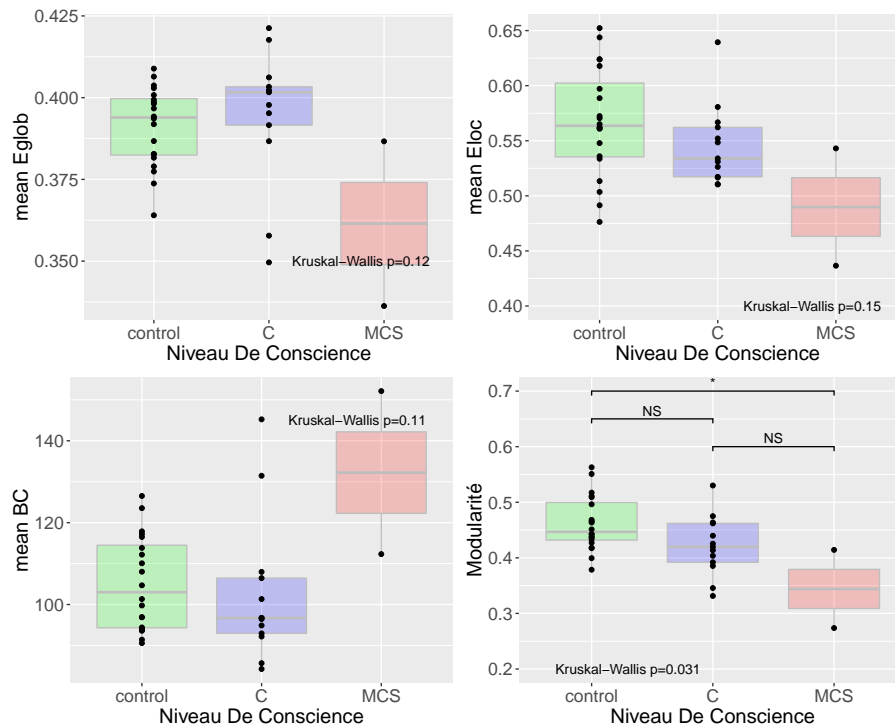 0.425
0.400
0.375
0.350
mean Eglob
Kruskal−Wallis p=0.12
control C MCS
Niveau De Conscience
0.65
0.60
0.55
0.50
0.45
0.40
mean Eloc
Kruskal−Wallis p=0.15
control C MCS
Niveau De Conscience
140
120
100
mean BC
Kruskal−Wallis p=0.11
control C MCS
Niveau De Conscience
0.7
0.6
0.5
0.4
0.3
0.2
Modularité
*
NS
NS
Kruskal−Wallis p=0.031
control C MCS
Niveau De Conscience